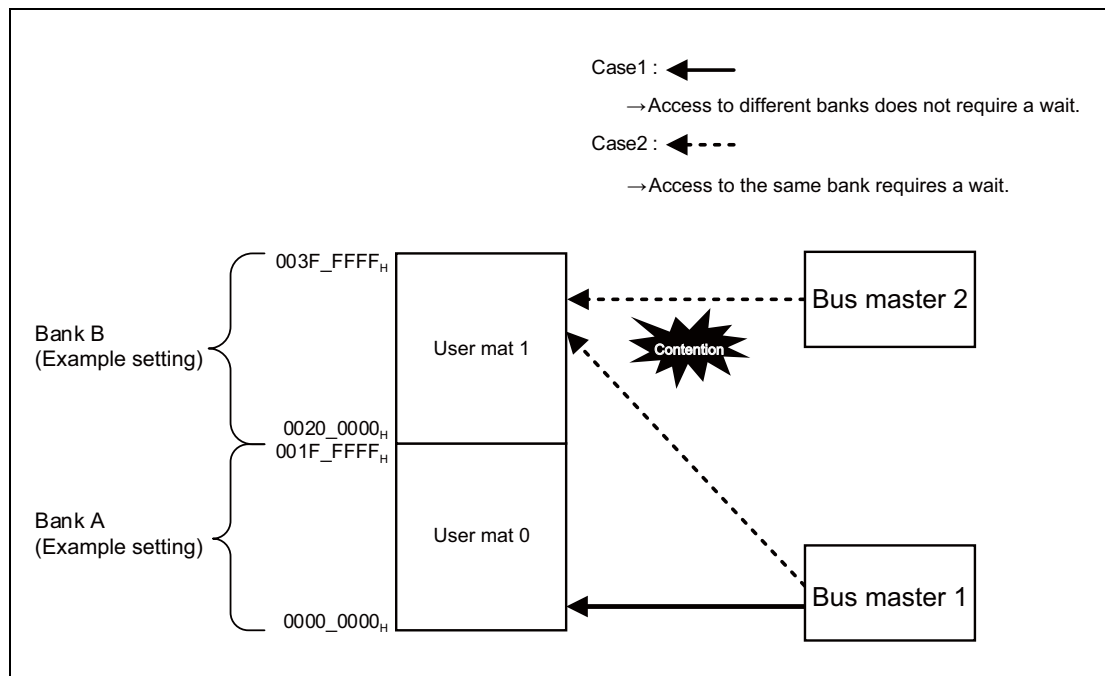 Case1 :
→Access to different banks does not require a wait.
Case2 :
→Access to the same bank requires a wait.
003F_FFFFH
Bus master 2
Bank B
(Example setting)
User mat 1
Contention
0020_0000H
001F_FFFFH
Bank A
(Example setting)
User mat 0
Bus master 1
0000_0000H